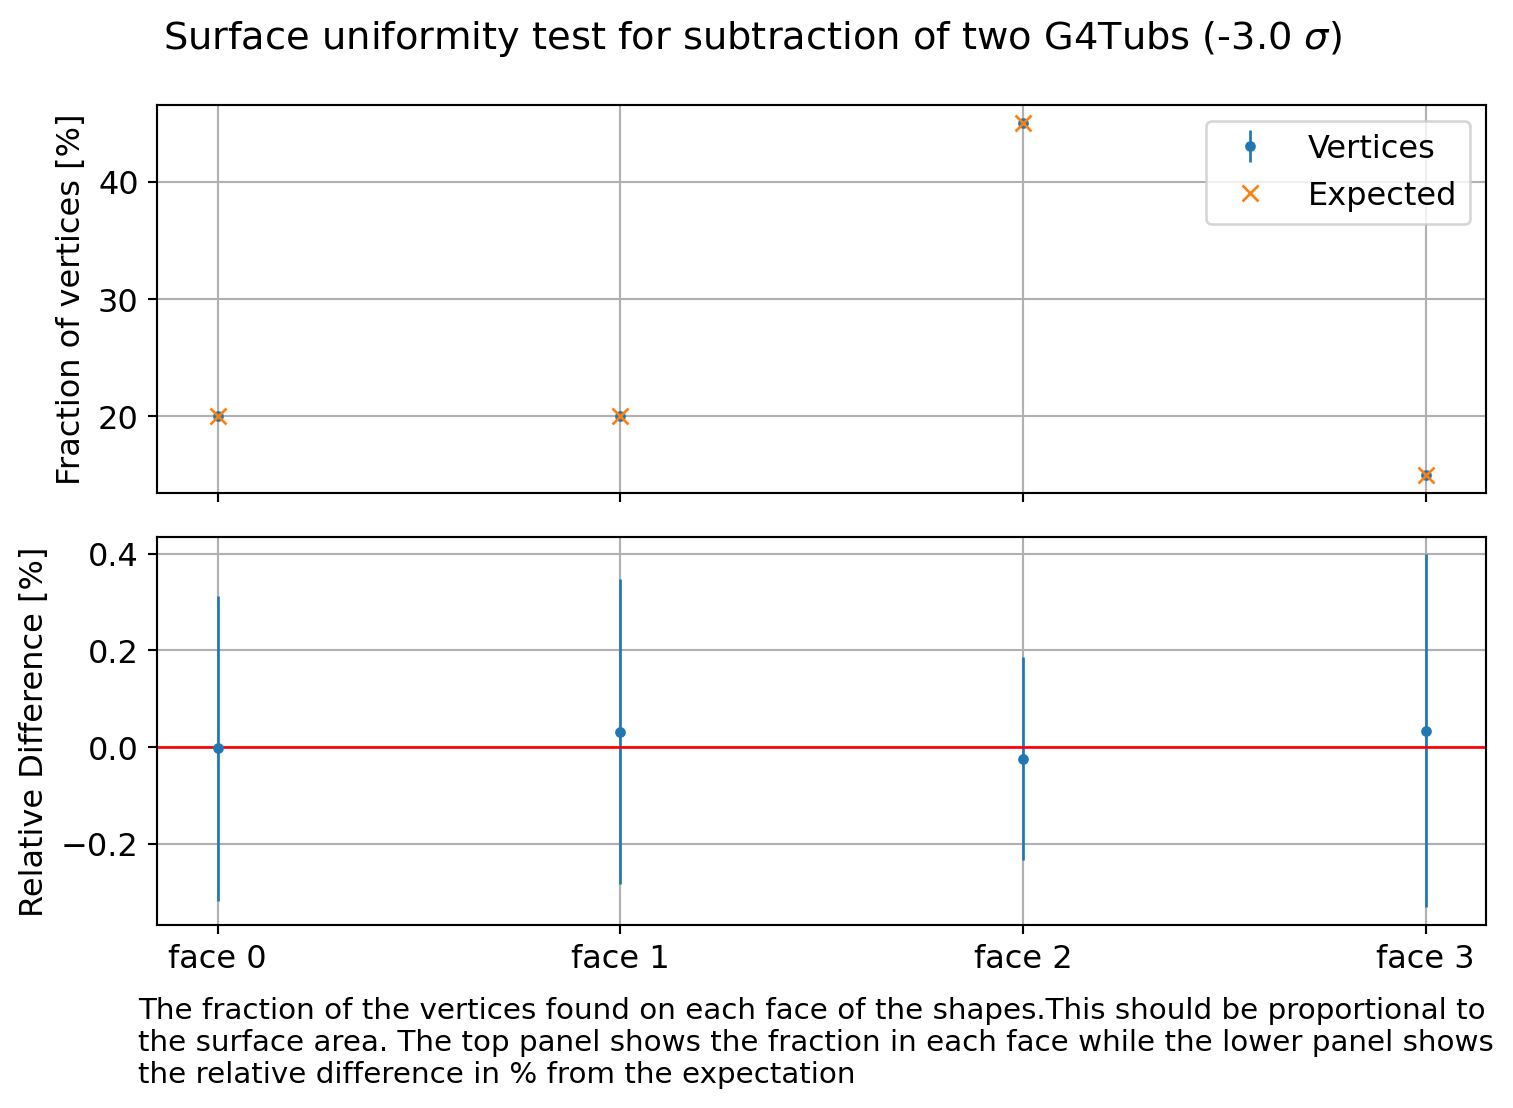 Surface uniformity test for subtraction of two G4Tubs (-3.0 σ)
Fraction of vertices [%]
40
30
20
Vertices
Expected
Relative Difference [%]
0.4
0.2
0.0
−0.2
face 0
face 1
face 2
face 3
The fraction of the vertices found on each face of the shapes.This should be proportional to
the surface area. The top panel shows the fraction in each face while the lower panel shows
the relative difference in % from the expectation